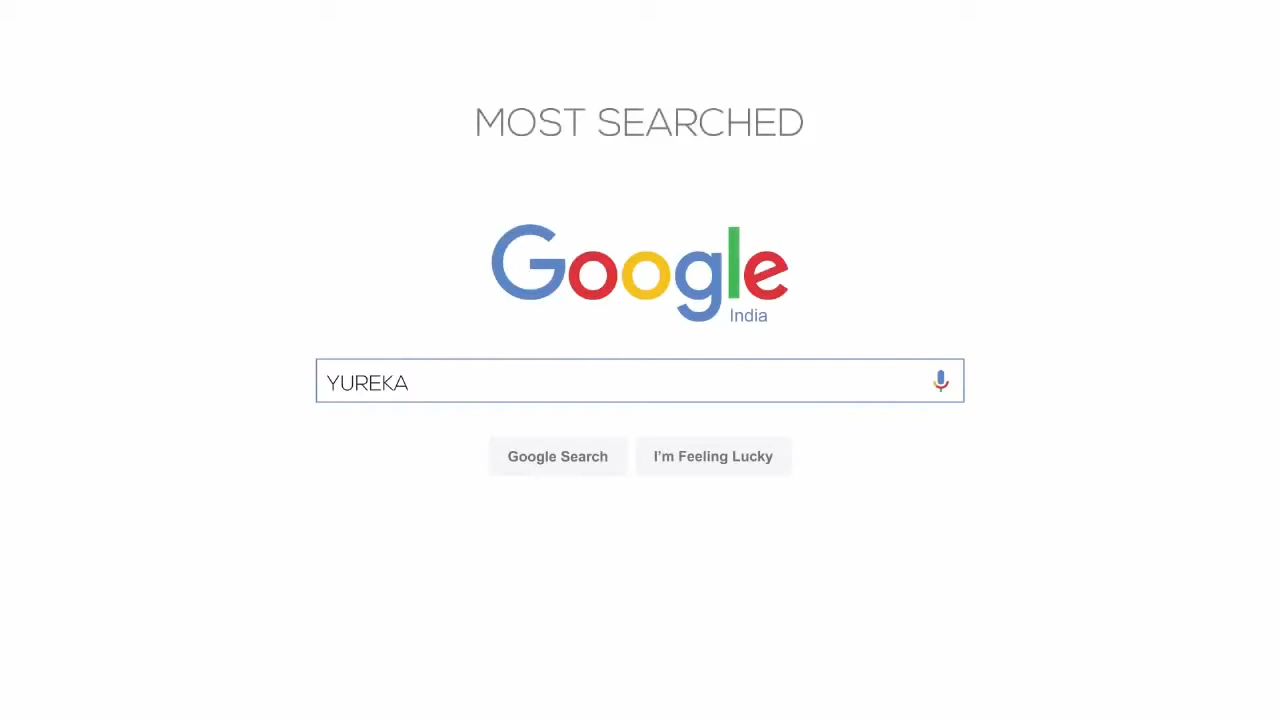 MOST SEARCHED
Google
India
YUREKA
Google Search
I'm Feeling Lucky